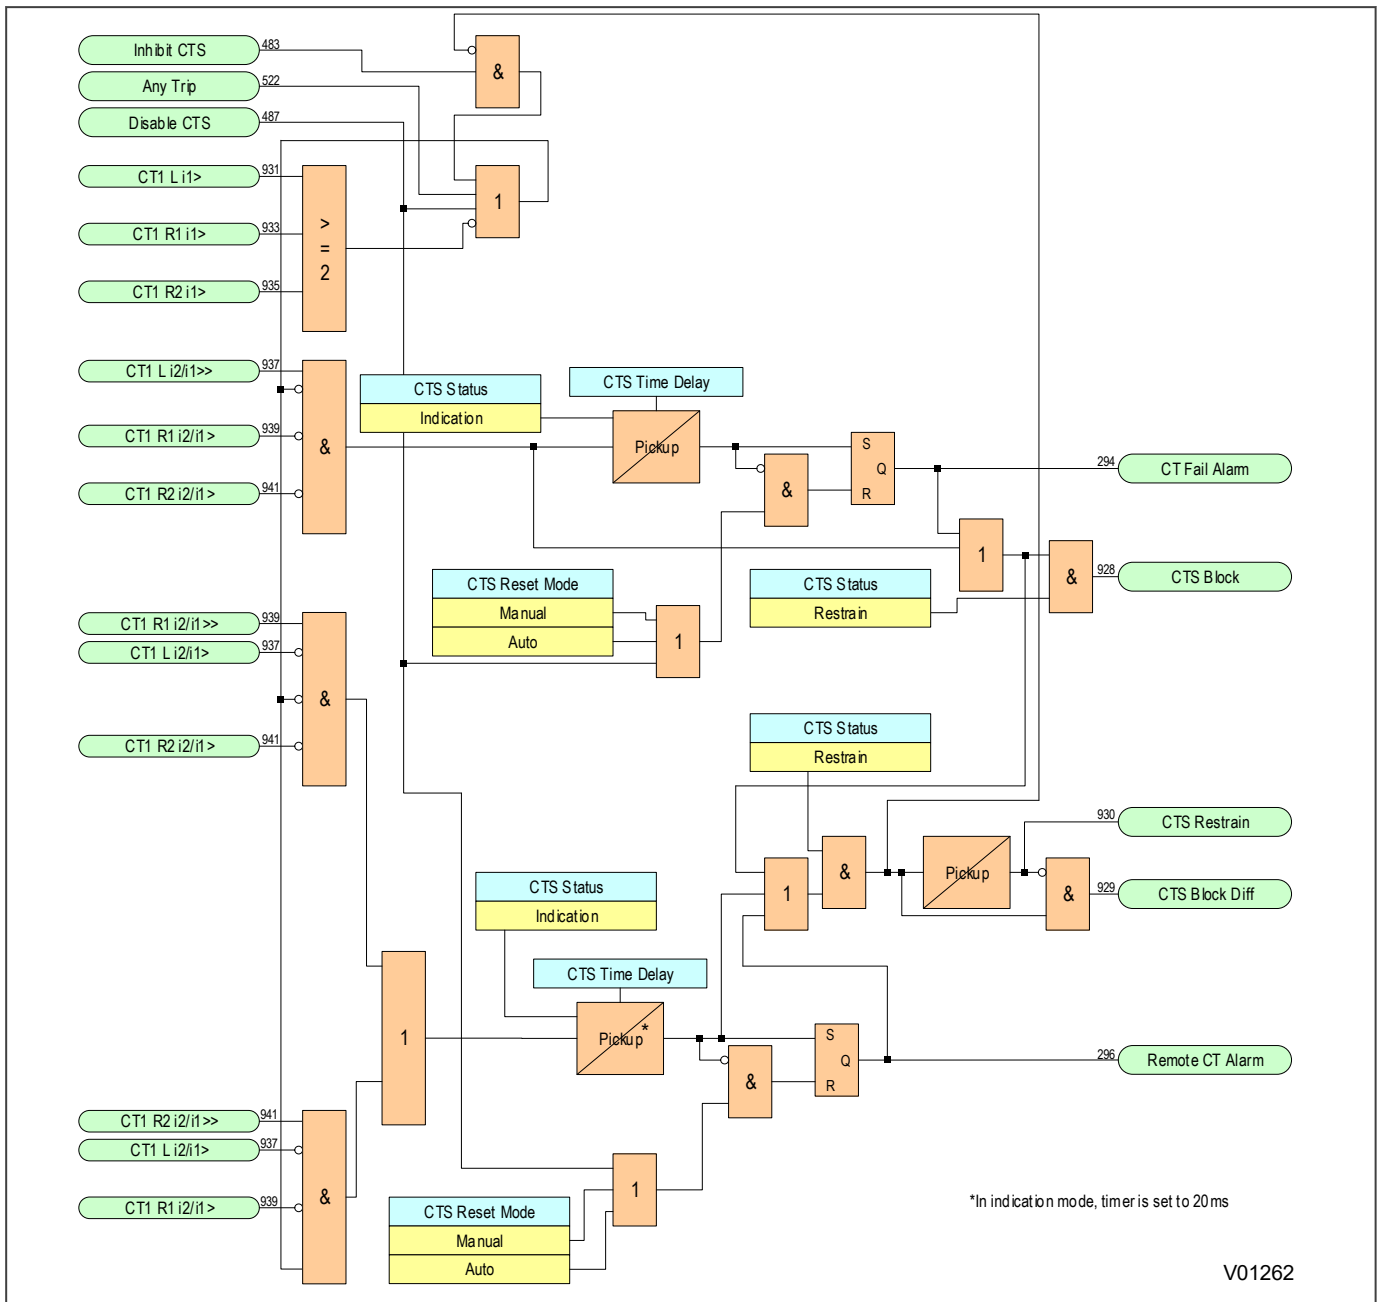 Inhibit CTS 483
Any Trip 522
Disable CTS 487
&
CT1 L i1> 931
1
CT1 R1 i1> 933
>
=
2
CT1 R2 i1> 935
CT1 L i2/i1>> 937
CTS Status
Indication
CTS Time Delay
CT1 R1 i2/i1> 939
&
Pickup
S
Q
R
294 CT Fail Alarm
CT1 R2 i2/i1> 941
&
1
&
928 CTS Block
CTS Reset Mode
Manual
Auto
1
CTS Status
Restrain
CT1 R1 i2/i1>> 939
CT1 L i2/i1> 937
&
CT1 R2 i2/i1> 941
CTS Status
Restrain
930 CTS Restrain
1
&
Pickup
&
929 CTS Block Diff
CTS Status
Indication
CTS Time Delay
1
Pickup *
S
Q
R
&
296 Remote CT Alarm
CT1 R2 i2/i1>> 941
CT1 L i2/i1> 937
&
CT1 R1 i2/i1> 939
1
CTS Reset Mode
Manual
Auto
*In indication mode, timer is set to 20ms
V01262